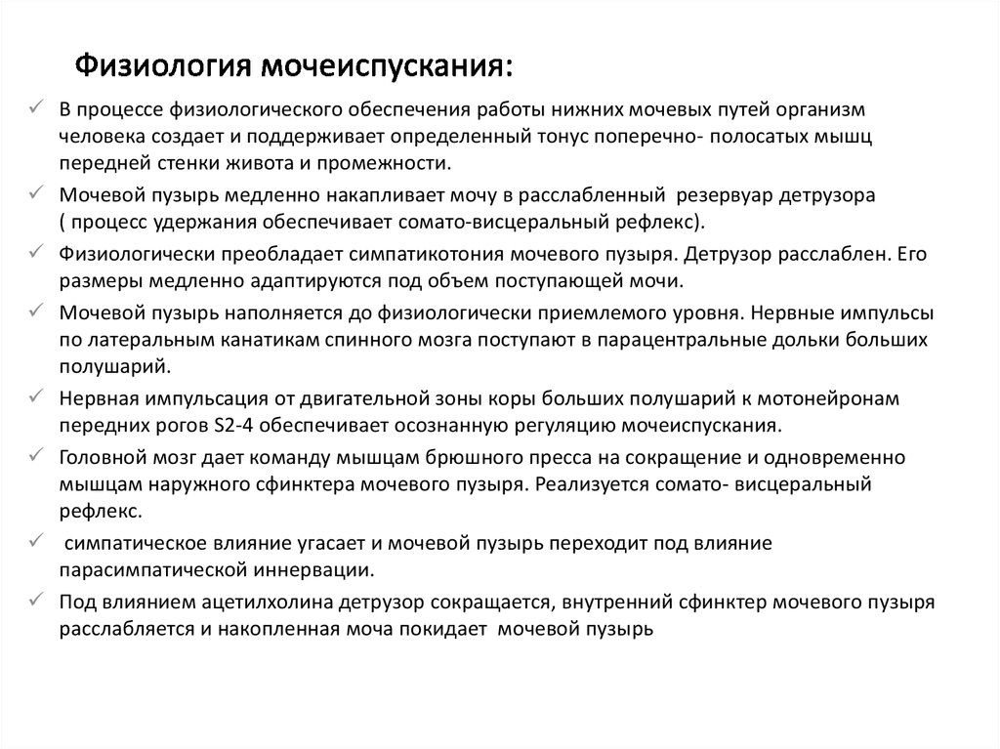 Физиология мочеиспускания:
В процессе физиологического обеспечения работы нижних мочевых путей организм
человека создает и поддерживает определенный тонус поперечно- полосатых мышц
передней стенки живота и промежности.
Мочевой пузырь медленно накапливает мочу в расслабленный  резервуар детрузора
( процесс удержания обеспечивает сомато-висцеральный рефлекс).
Физиологически преобладает симпатикотония мочевого пузыря. Детрузор расслаблен. Его
размеры медленно адаптируются под объем поступающей мочи.
Мочевой пузырь наполняется до физиологически приемлемого уровня. Нервные импульсы
по латеральным канатикам спинного мозга поступают в парацентральные дольки больших
полушарий.
Нервная импульсация от двигательной зоны коры больших полушарий к мотонейронам
передних рогов S2-4 обеспечивает осознанную регуляцию мочеиспускания.
Головной мозг дает команду мышцам брюшного пресса на сокращение и одновременно
мышцам наружного сфинктера мочевого пузыря. Реализуется сомато- висцеральный
рефлекс.
симпатическое влияние угасает и мочевой пузырь переходит под влияние
парасимпатической иннервации.
Под влиянием ацетилхолина детрузор сокращается, внутренний сфинктер мочевого пузыря
расслабляется и накопленная моча покидает  мочевой пузырь